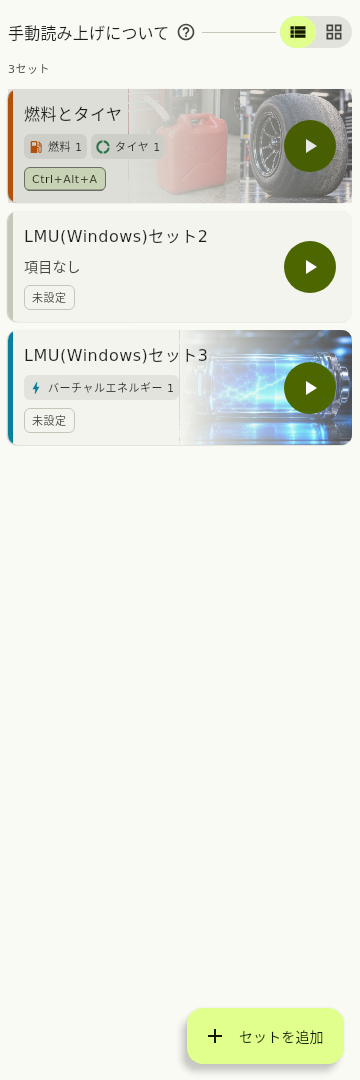 手動読み上げについて
3セット
燃料とタイヤ
燃料 1 タイヤ 1
Ctrl+Alt+A
LMU(Windows)セット2
項目なし
未設定
LMU(Windows)セット3
バーチャルエネルギー 1
未設定
セットを追加